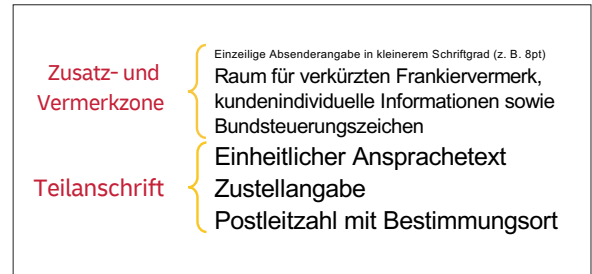 Zusatz- und
Vermerkzone
Einzeilige Absenderangabe in kleinerem Schriftgrad (z. B. 8pt)
Raum für verkürzten Frankiervermerk,
kundenindividuelle Informationen sowie
Bundsteuerungszeichen
Teilanschrift
Einheitlicher Ansprachetext
Zustellangabe
Postleitzahl mit Bestimmungsort